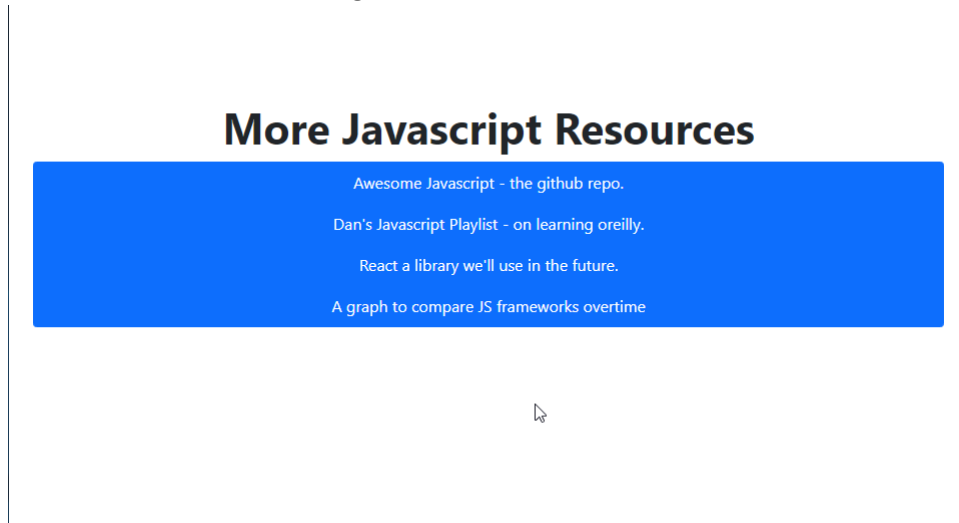 More Javascript Resources
Awesome Javascript - the github repo.
Dan's Javascript Playlist - on learning oreilly.
React a library we'll use in the future.
A graph to compare JS frameworks overtime